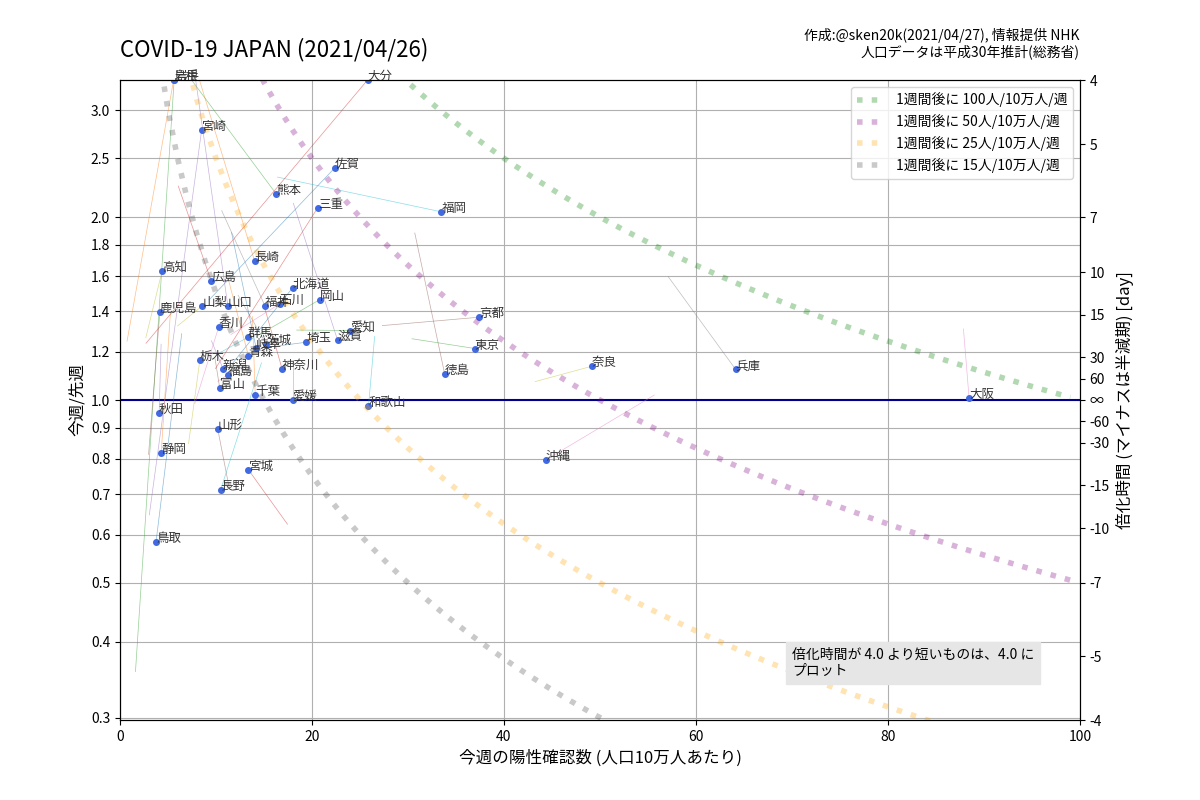 COVID-19 JAPAN (2021/04/26)
作成:@sken20k(2021/04/27), 情報提供 NHK
人口データは平成30年推計(総務省)
1週間後に 100人/10万人/週
1週間後に 50人/10万人/週
1週間後に 25人/10万人/週
1週間後に 15人/10万人/週
大分
宮崎
佐賀
熊本
三重
福岡
長崎
高知
広島
北海道
岡山
石川
福井
山梨
山口
鹿児島
京都
香川
愛知
群馬
滋賀
埼玉
茨城
東京
青森
栃木
新潟
福島
神奈川
徳島
奈良
兵庫
富山
千葉
愛媛
和歌山
大阪
秋田
山形
静岡
沖縄
宮城
長野
鳥取
倍化時間が 4.0 より短いものは、4.0 に
プロット
今週/先週
3.0
2.5
2.0
1.8
1.6
1.4
1.2
1.0
0.9
0.8
0.7
0.6
0.5
0.4
0.3
4
5
7
10
15
30
60
∞
-60
-30
-15
-10
-7
-5
-4
倍化時間 (マイナスは半減期) [day]
0
20
40
60
80
100
今週の陽性確認数 (人口10万人あたり)